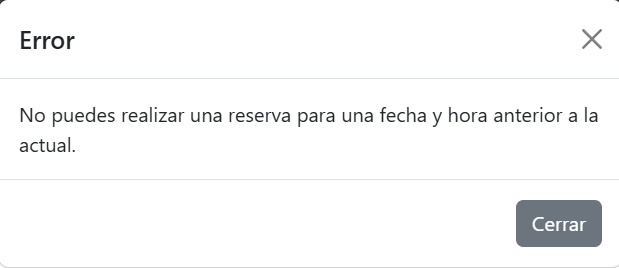 Error
No puedes realizar una reserva para una fecha y hora anterior a la
actual.
Cerrar